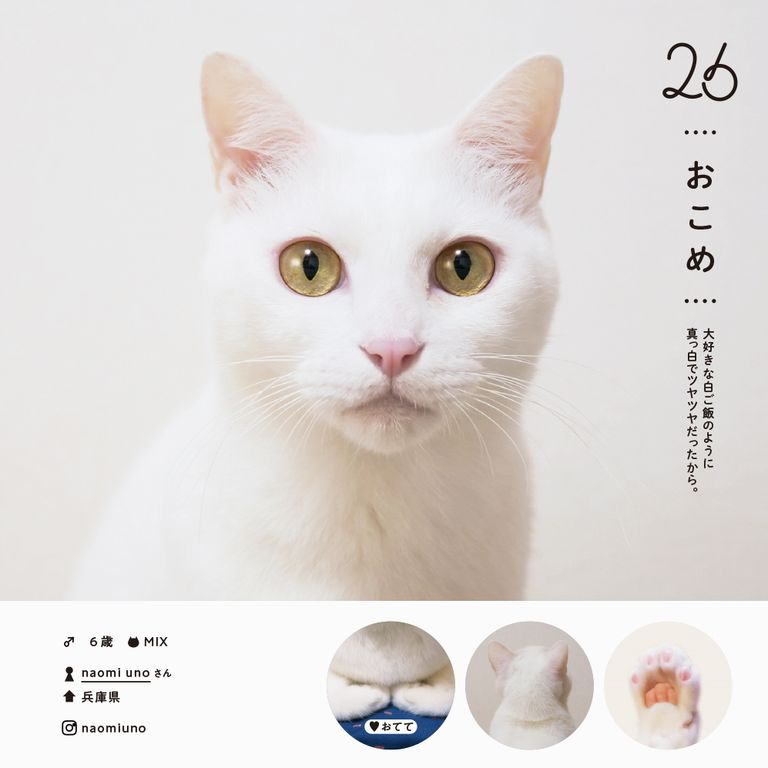 26
おこめ
大好きな白ご飯のように
真っ白でツヤツヤだったから。
♂ 6歳 MIX
naomi uno さん
兵庫県
naomiuno
♥おてて